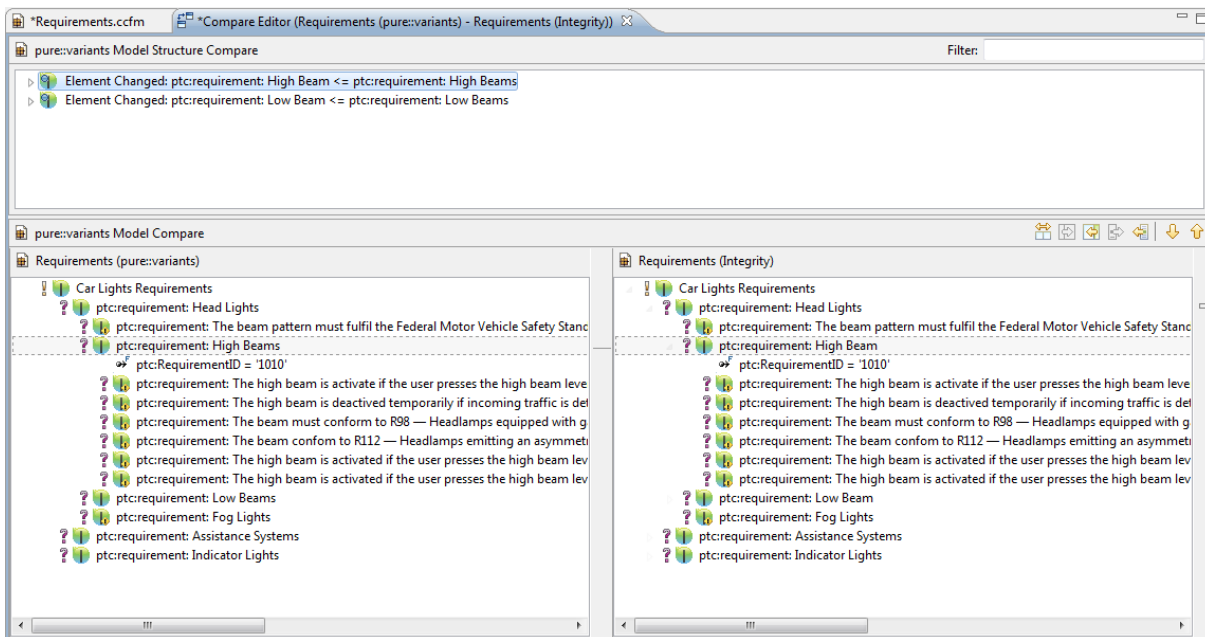 *Requirements.ccfm
*Compare Editor (Requirements (pure::variants) - Requirements (Integrity))
pure::variants Model Structure Compare
Filter:
Element Changed: ptc:requirement: High Beam <= ptc:requirement: High Beams
Element Changed: ptc:requirement: Low Beam <= ptc:requirement: Low Beams
pure::variants Model Compare
Requirements (pure::variants)
Car Lights Requirements
ptc:requirement: Head Lights
ptc:requirement: The beam pattern must fulfil the Federal Motor Vehicle Safety Stanc
ptc:requirement: High Beams
ptc:RequirementID = '1010'
ptc:requirement: The high beam is activate if the user presses the high beam leve
ptc:requirement: The high beam is deactived temporarily if incoming traffic is det
ptc:requirement: The beam must conform to R98 — Headlamps equipped with g
ptc:requirement: The beam confom to R112 — Headlamps emitting an asymmetr
ptc:requirement: The high beam is activated if the user presses the high beam lev
ptc:requirement: The high beam is activated if the user presses the high beam lev
ptc:requirement: Low Beams
ptc:requirement: Fog Lights
ptc:requirement: Assistance Systems
ptc:requirement: Indicator Lights
Requirements (Integrity)
Car Lights Requirements
ptc:requirement: Head Lights
ptc:requirement: The beam pattern must fulfil the Federal Motor Vehicle Safety Stanc
ptc:requirement: High Beam
ptc:RequirementID = '1010'
ptc:requirement: The high beam is activate if the user presses the high beam leve
ptc:requirement: The high beam is deactived temporarily if incoming traffic is det
ptc:requirement: The beam must conform to R98 — Headlamps equipped with g
ptc:requirement: The beam confom to R112 — Headlamps emitting an asymmetr
ptc:requirement: The high beam is activated if the user presses the high beam lev
ptc:requirement: The high beam is activated if the user presses the high beam lev
ptc:requirement: Low Beam
ptc:requirement: Fog Lights
ptc:requirement: Assistance Systems
ptc:requirement: Indicator Lights